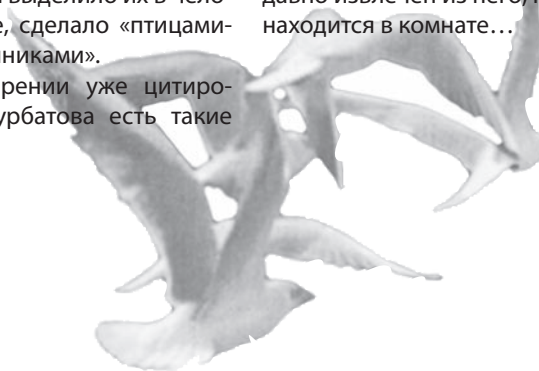 выделило их в чело-
е, сделало «птицами-
никами».
рении уже цитиро-
урбатова есть такие
находится в комнате…